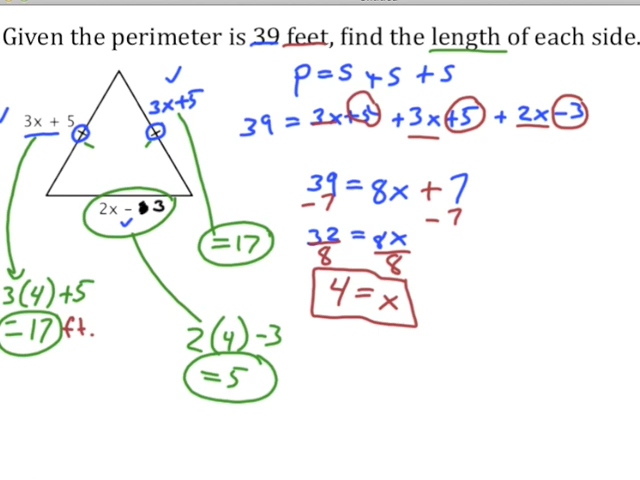 Given the perimeter is 39 feet, find the length of each side.
P = s + s + s
3x + 5
3x+5
39 = 3x+5 + 3x+5 + 2x-3
39 = 8x + 7
-7 -7
2x - 3
32 = 8x
8 8
= 17
4 = x
3(4)+5
= 17 ft.
2(4)-3
= 5